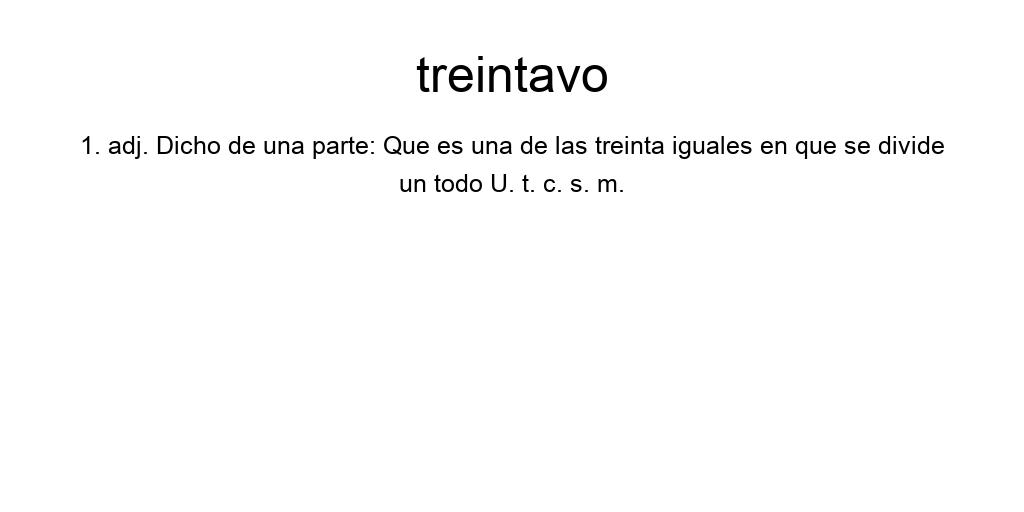 treintavo
1. adj. Dicho de una parte: Que es una de las treinta iguales en que se divide
un todo U. t. c. s. m.